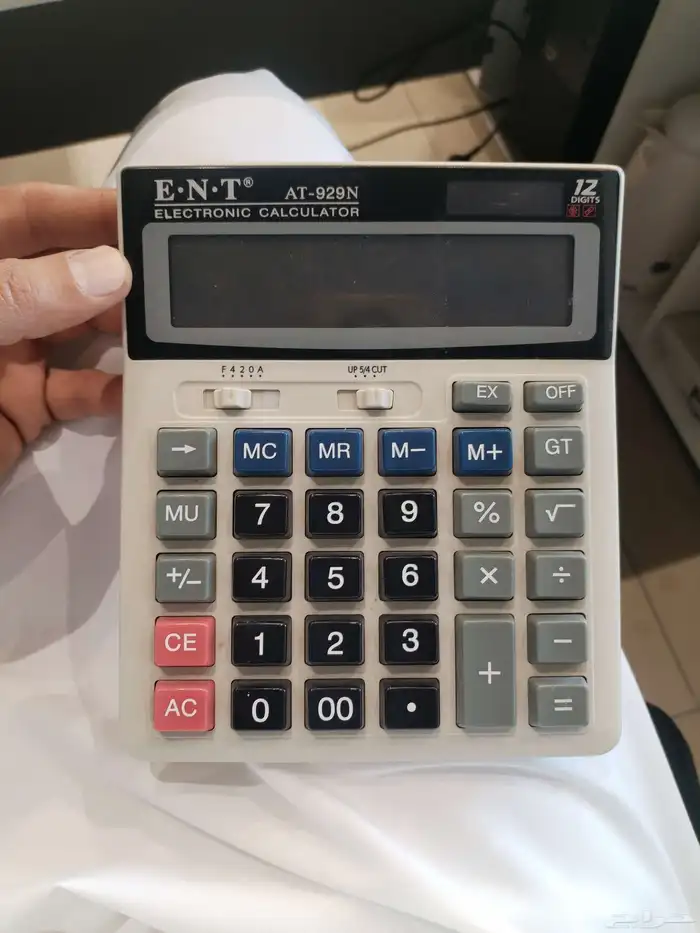 E·N·T® AT-929N
ELECTRONIC CALCULATOR
12
DIGITS
F 4 2 0 A UP 5/4 CUT
EX OFF
→ MC MR M− M+ GT
MU 7 8 9 % √
+/− 4 5 6 × ÷
CE 1 2 3 + −
AC 0 00 • =
حراج